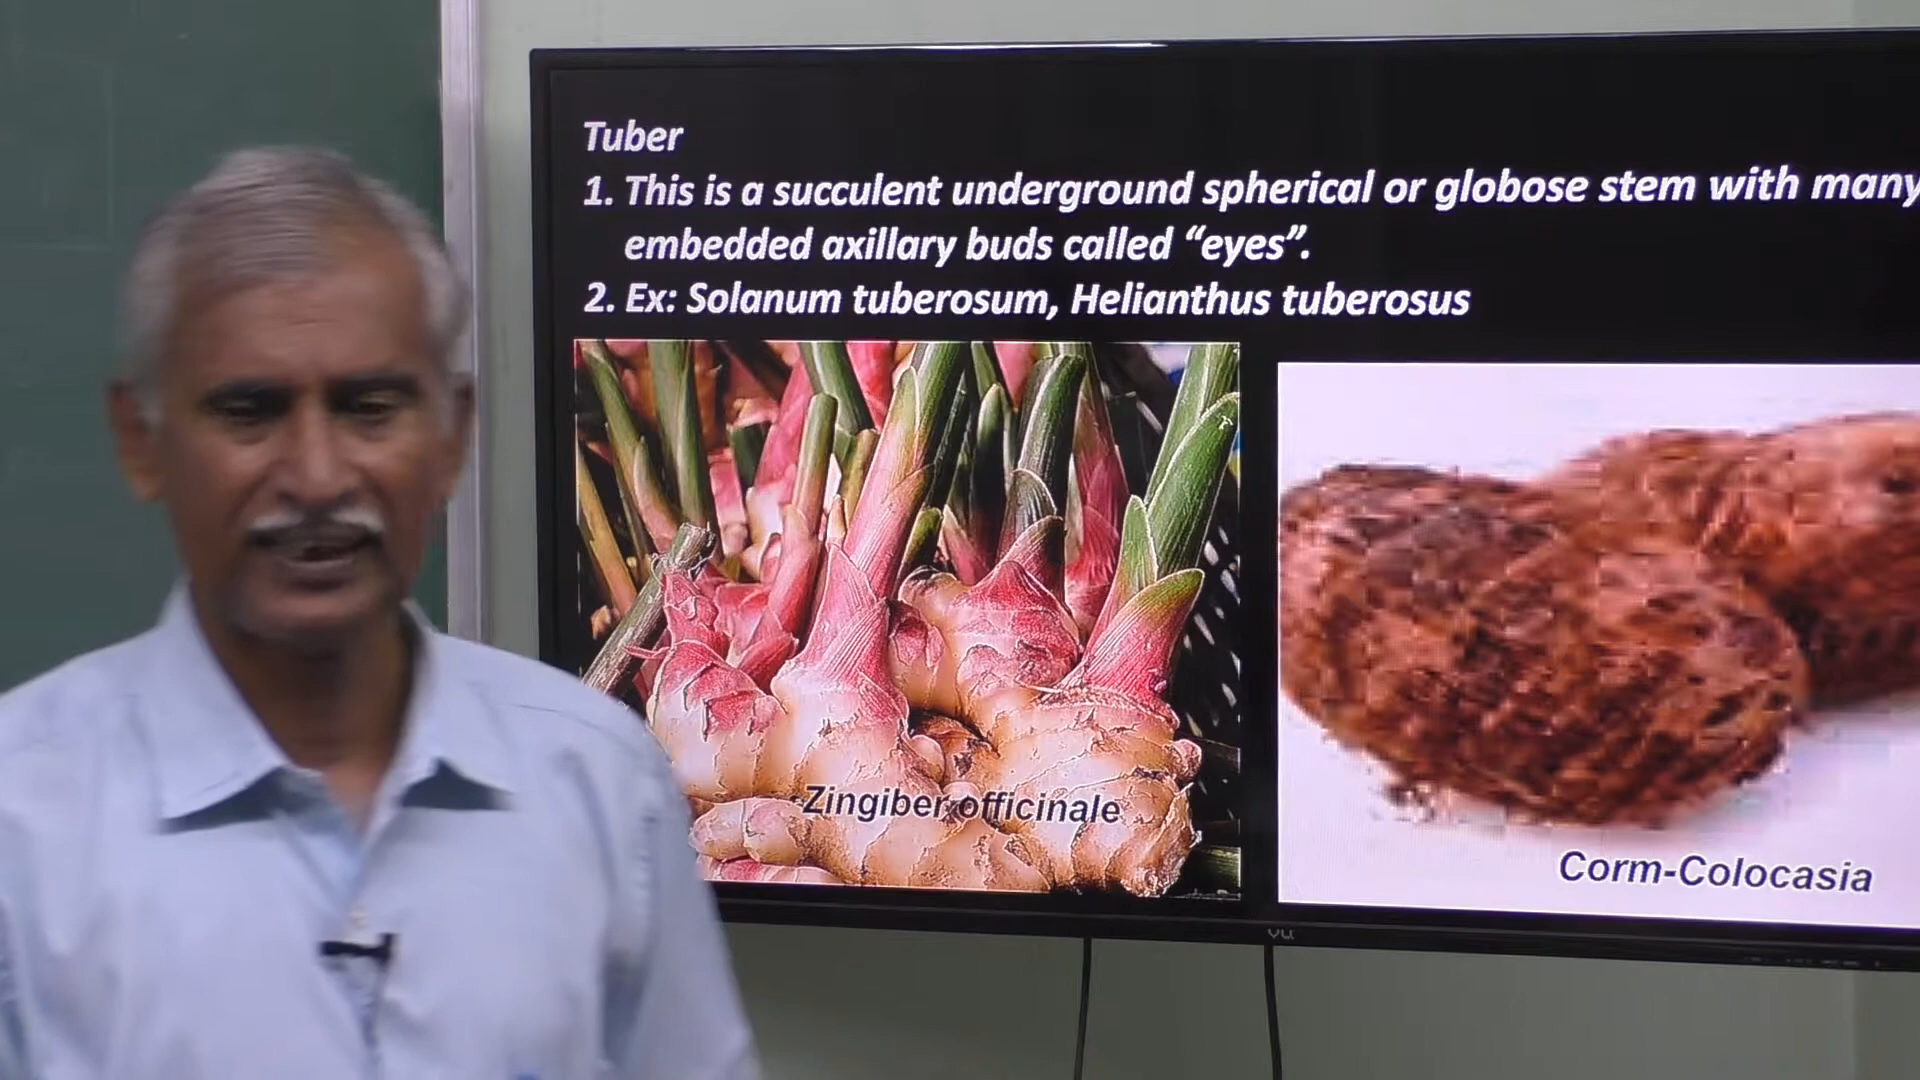 Tuber
1. This is a succulent underground spherical or globose stem with many
embedded axillary buds called “eyes”.
2. Ex: Solanum tuberosum, Helianthus tuberosus
Zingiber officinale
Corm-Colocasia
VU